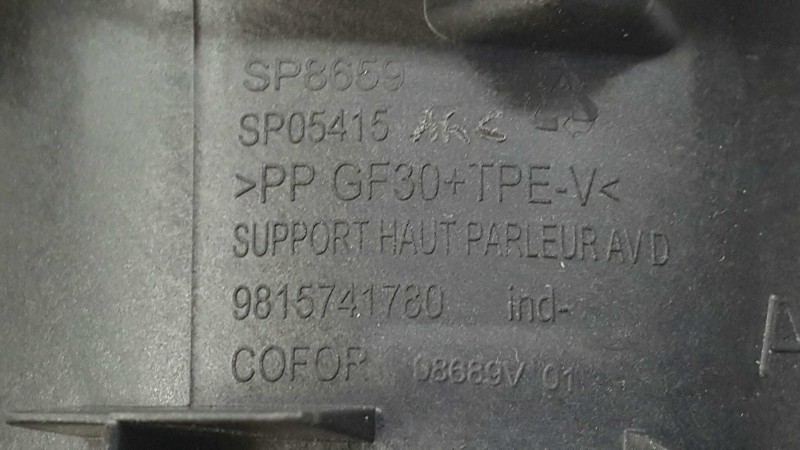 SP8659
SP05415
>PP GF30+TPE-V<
SUPPORT HAUT PARLEUR AV D
9815741780 ind-
COFOR 08689V 01
A